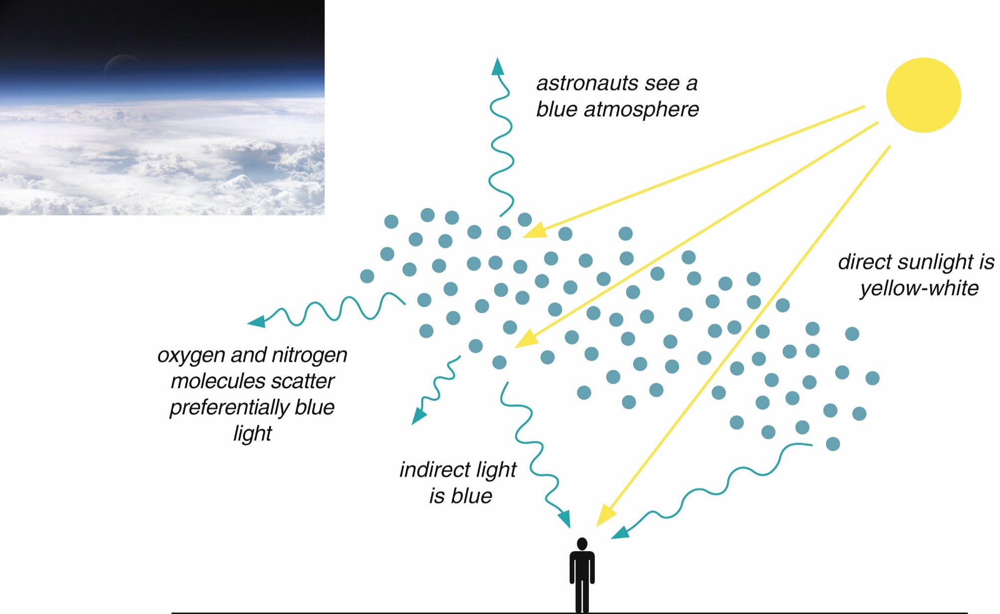 astronauts see a
blue atmosphere
direct sunlight is
yellow-white
oxygen and nitrogen
molecules scatter
preferentially blue
light
indirect light
is blue